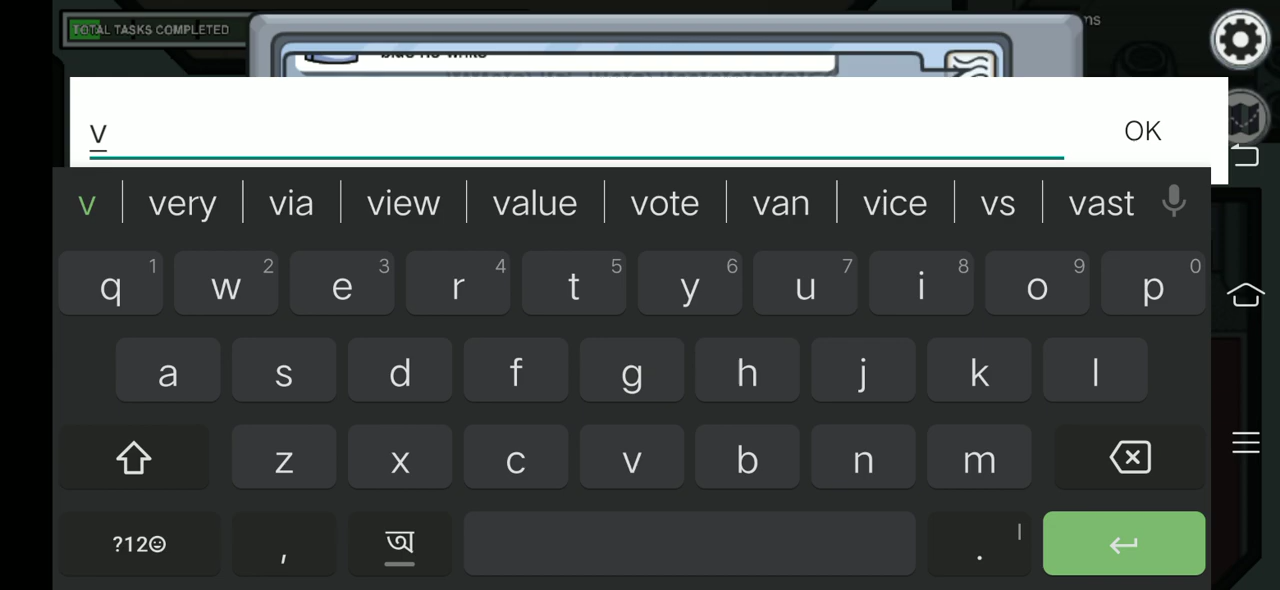 TOTAL TASKS COMPLETED
ms
blue no white
v
OK
v very via view value vote van vice vs vast
1 2 3 4 5 6 7 8 9 0
q w e r t y u i o p
a s d f g h j k l
z x c v b n m
?12☺ , অ . |